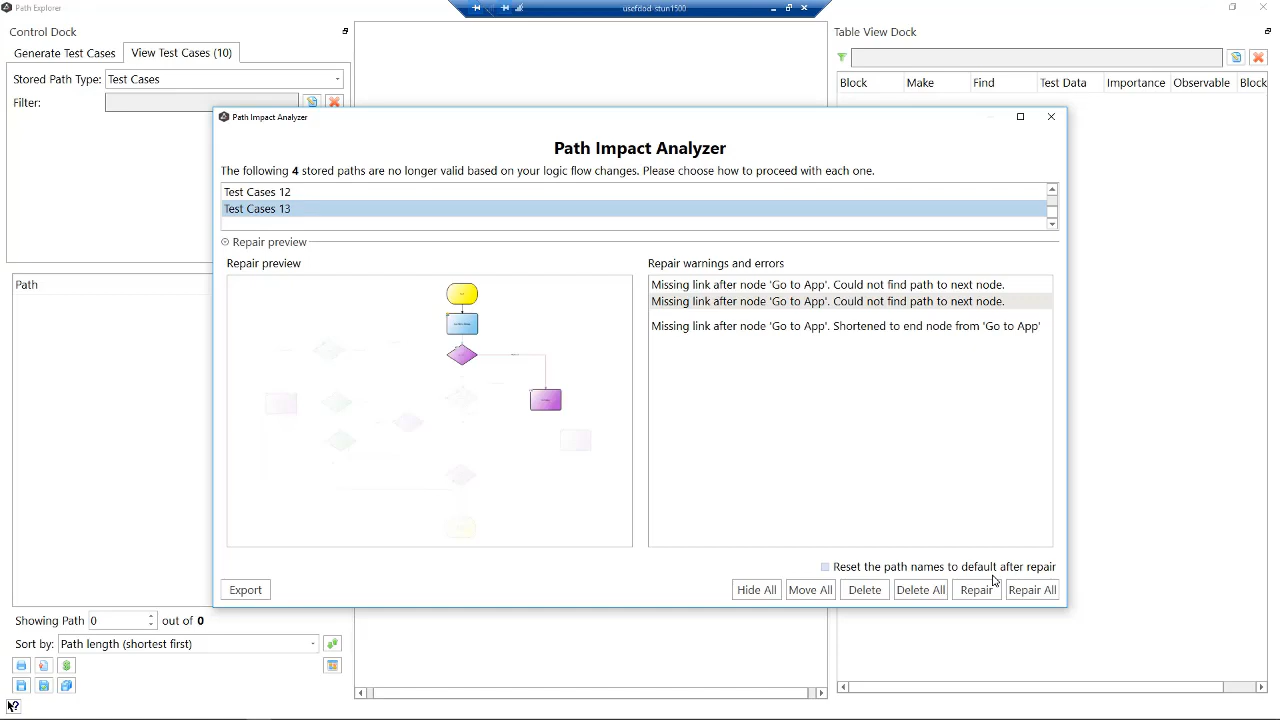 Path Explorer
usefdod-stun1500
Control Dock
Generate Test Cases
View Test Cases (10)
Stored Path Type:
Test Cases
Filter:
Path
Showing Path
0
out of 0
Sort by:
Path length (shortest first)
Table View Dock
Block
Make
Find
Test Data
Importance
Observable
Block
Path Impact Analyzer
Path Impact Analyzer
The following 4 stored paths are no longer valid based on your logic flow changes. Please choose how to proceed with each one.
Test Cases 12
Test Cases 13
Repair preview
Repair preview
Repair warnings and errors
Missing link after node 'Go to App'. Could not find path to next node.
Missing link after node 'Go to App'. Could not find path to next node.
Missing link after node 'Go to App'. Shortened to end node from 'Go to App'
Reset the path names to default after repair
Export
Hide All
Move All
Delete
Delete All
Repair
Repair All